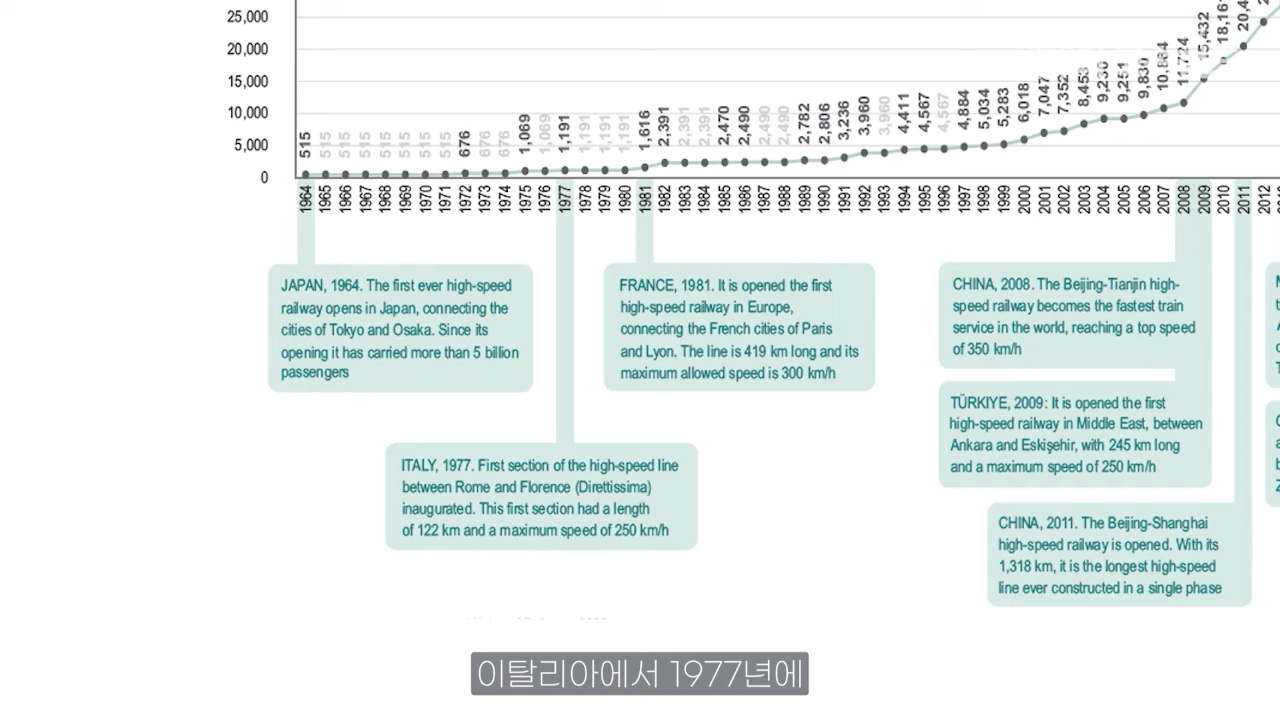 25,000
20,000
15,000
10,000
5,000
0
515 515 515 515 515 515 515 515 676 676 676 1,069 1,069 1,191 1,191 1,191 1,191 1,616 2,391 2,391 2,391 2,470 2,490 2,490 2,490 2,782 2,806 3,236 3,960 3,960 4,411 4,567 4,567 4,884 5,034 5,283 6,018 7,047 7,352 8,453 9,230 9,251 9,830 10,864 11,724 15,432
1964 1965 1966 1967 1968 1969 1970 1971 1972 1973 1974 1975 1976 1977 1978 1979 1980 1981 1982 1983 1984 1985 1986 1987 1988 1989 1990 1991 1992 1993 1994 1995 1996 1997 1998 1999 2000 2001 2002 2003 2004 2005 2006 2007 2008 2009 2010 2011 2012
JAPAN, 1964. The first ever high-speed
railway opens in Japan, connecting the
cities of Tokyo and Osaka. Since its
opening it has carried more than 5 billion
passengers
FRANCE, 1981. It is opened the first
high-speed railway in Europe,
connecting the French cities of Paris
and Lyon. The line is 419 km long and its
maximum allowed speed is 300 km/h
CHINA, 2008. The Beijing-Tianjin high-
speed railway becomes the fastest train
service in the world, reaching a top speed
of 350 km/h
TÜRKIYE, 2009: It is opened the first
high-speed railway in Middle East, between
Ankara and Eskişehir, with 245 km long
and a maximum speed of 250 km/h
ITALY, 1977. First section of the high-speed line
between Rome and Florence (Direttissima)
inaugurated. This first section had a length
of 122 km and a maximum speed of 250 km/h
CHINA, 2011. The Beijing-Shanghai
high-speed railway is opened. With its
1,318 km, it is the longest high-speed
line ever constructed in a single phase
이탈리아에서 1977년에